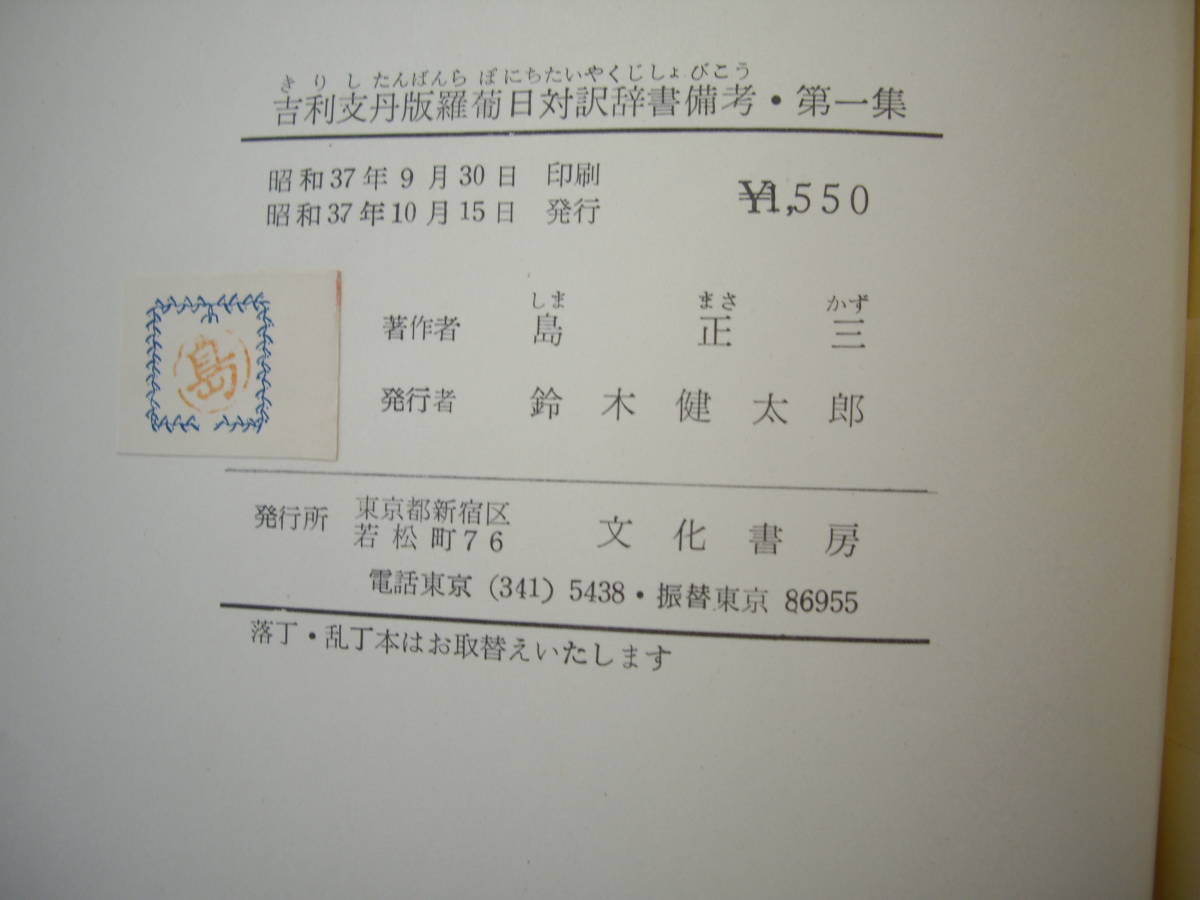 きりしたんばんらぽにちたいやくじしょびこう
吉利支丹版羅葡日対訳辞書備考・第一集
昭和37年9月30日 印刷
昭和37年10月15日 発行
¥1,550
しま まさ かず
著作者 島 正 三
発行者 鈴木健太郎
島
発行所 東京都新宿区
若松町76
文化書房
電話東京 (341) 5438・振替東京 86955
落丁・乱丁本はお取替えいたします